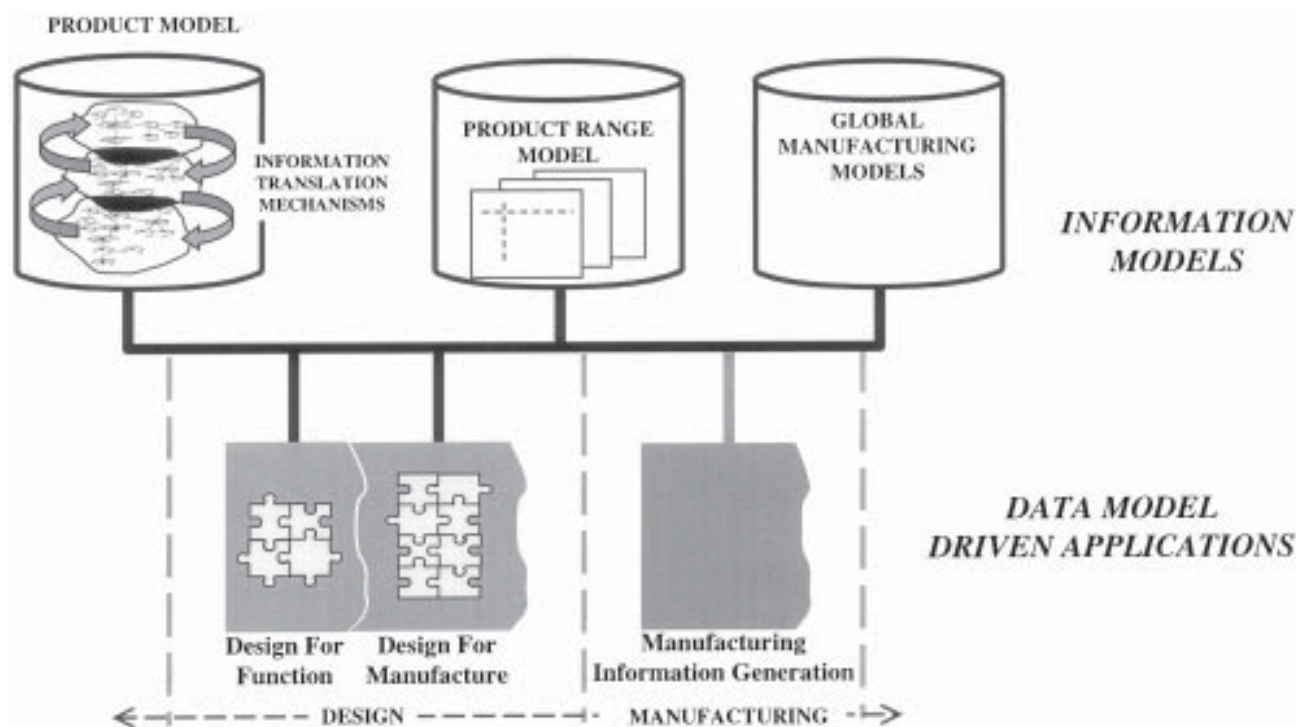 PRODUCT MODEL
INFORMATION
TRANSLATION
MECHANISMS
PRODUCT RANGE
MODEL
GLOBAL
MANUFACTURING
MODELS
INFORMATION
MODELS
DATA MODEL
DRIVEN APPLICATIONS
Design For
Function
Design For
Manufacture
Manufacturing
Information Generation
DESIGN
MANUFACTURING